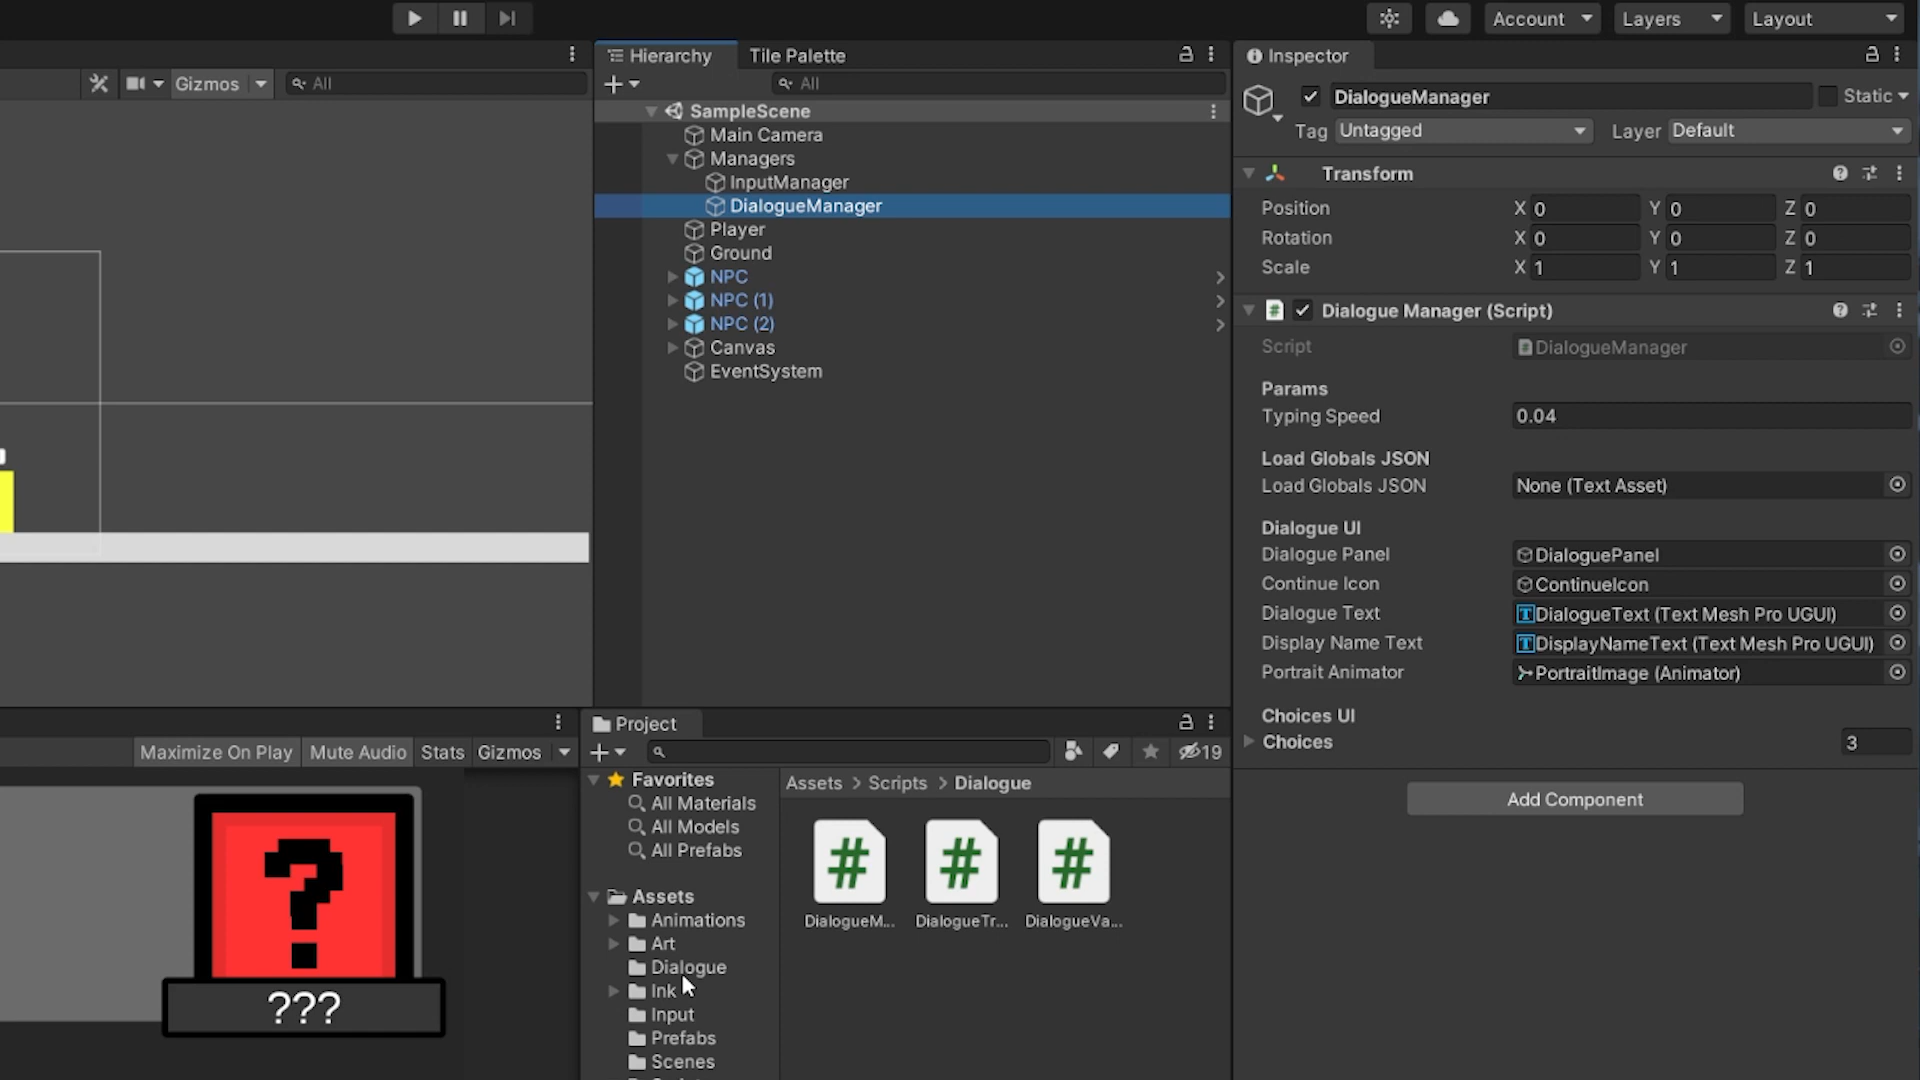 Account
Layers
Layout
Gizmos
All
Hierarchy
Tile Palette
All
SampleScene
Main Camera
Managers
InputManager
DialogueManager
Player
Ground
NPC
NPC (1)
NPC (2)
Canvas
EventSystem
Inspector
DialogueManager
Static
Tag Untagged
Layer Default
Transform
Position X 0 Y 0 Z 0
Rotation X 0 Y 0 Z 0
Scale X 1 Y 1 Z 1
# Dialogue Manager (Script)
Script DialogueManager
Params
Typing Speed 0.04
Load Globals JSON
Load Globals JSON None (Text Asset)
Dialogue UI
Dialogue Panel DialoguePanel
Continue Icon ContinueIcon
Dialogue Text DialogueText (Text Mesh Pro UGUI)
Display Name Text DisplayNameText (Text Mesh Pro UGUI)
Portrait Animator PortraitImage (Animator)
Choices UI
Choices 3
Add Component
Maximize On Play Mute Audio Stats Gizmos
?
???
Project
19
Favorites
All Materials
All Models
All Prefabs
Assets
Animations
Art
Dialogue
Ink
Input
Prefabs
Scenes
Assets > Scripts > Dialogue
# # #
DialogueM... DialogueTr... DialogueVa...